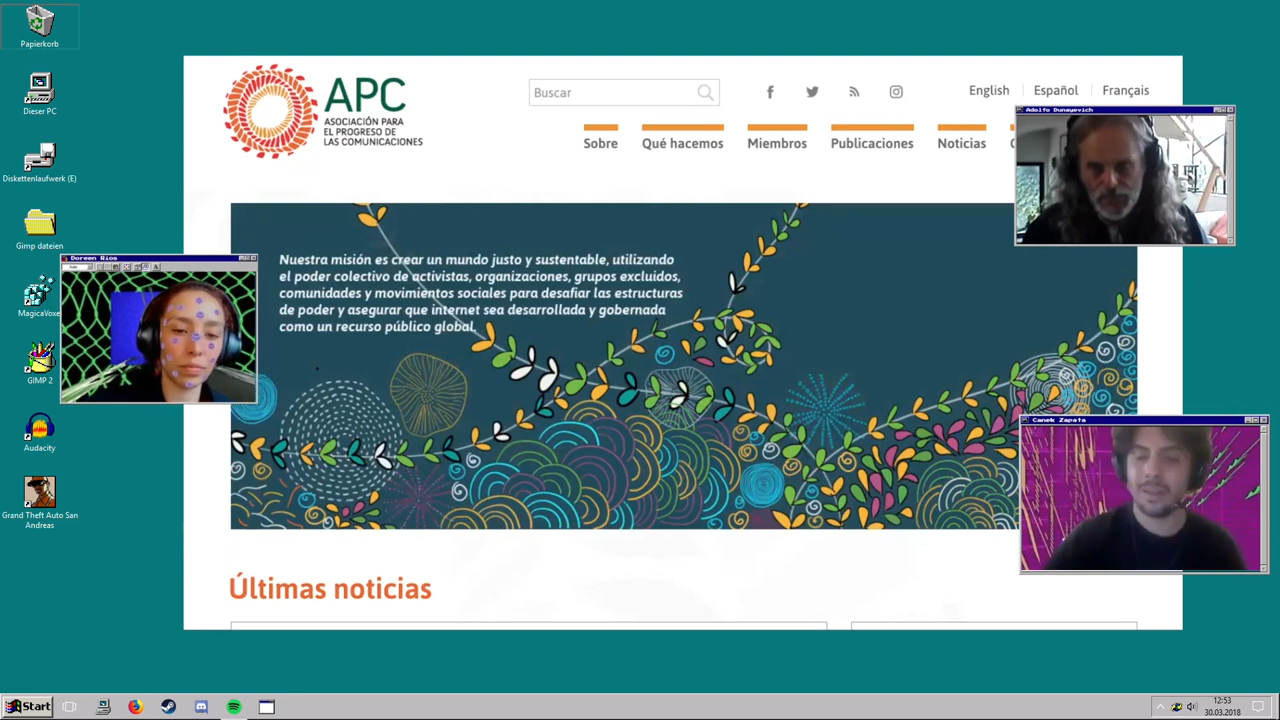 Papierkorb
Dieser PC
Diskettenlaufwerk (E)
Gimp dateien
MagicaVoxe
GIMP 2
Audacity
Grand Theft Auto San
Andreas
APC
ASOCIACIÓN PARA
EL PROGRESO DE
LAS COMUNICACIONES
Buscar
English
Español
Français
Sobre
Qué hacemos
Miembros
Publicaciones
Noticias
Adolfo Dunayevich
Doreen Ríos
Canek Zapata
Nuestra misión es crear un mundo justo y sustentable, utilizando
el poder colectivo de activistas, organizaciones, grupos excluidos,
comunidades y movimientos sociales para desafiar las estructuras
de poder y asegurar que internet sea desarrollada y gobernada
como un recurso público global.
Últimas noticias
Start
12:53
30.03.2018